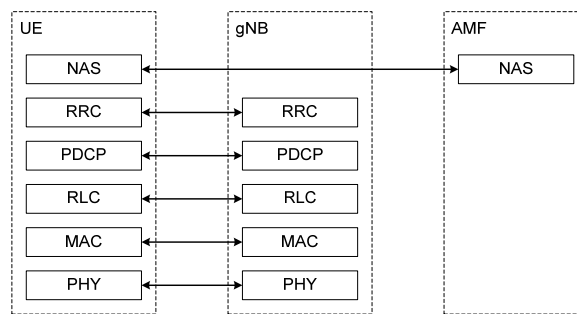 UE gNB AMF
NAS NAS
RRC RRC
PDCP PDCP
RLC RLC
MAC MAC
PHY PHY